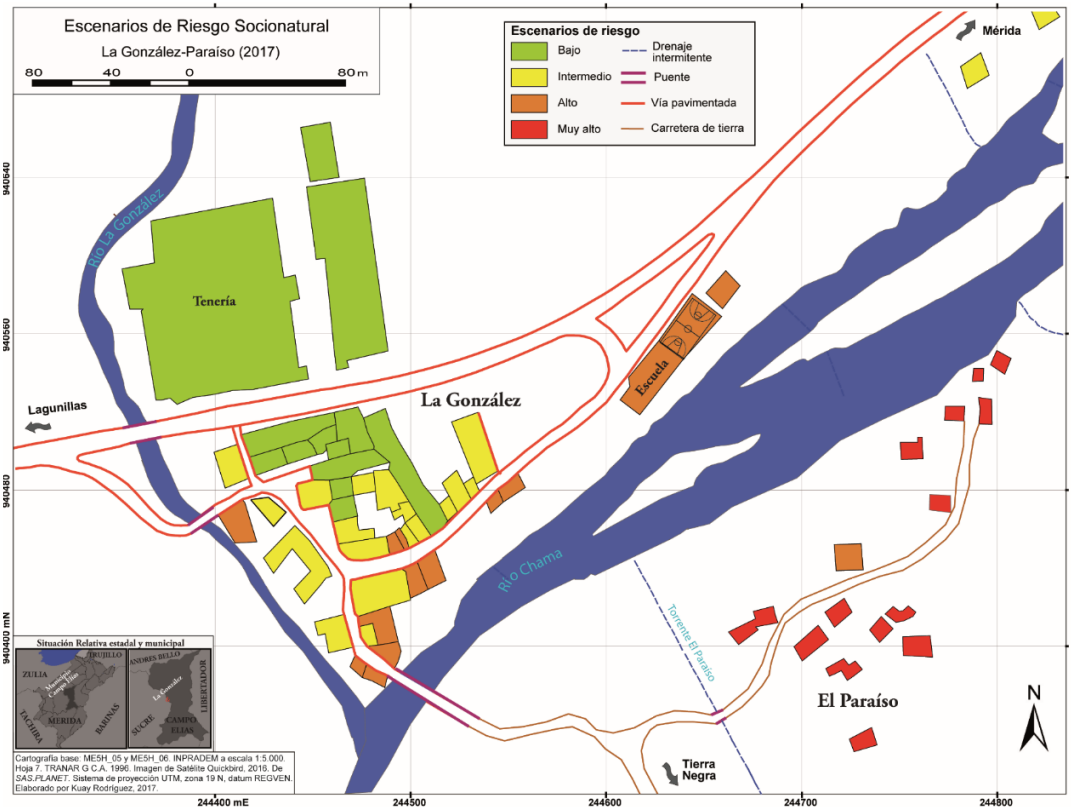 Escenarios de Riesgo Socionatural
La González-Paraíso (2017)
80 40 0 80 m
Escenarios de riesgo
Bajo
Intermedio
Alto
Muy alto
Drenaje
intermitente
Puente
Vía pavimentada
Carretera de tierra
Mérida
Río La González
Tenería
Lagunillas
La González
Escuela
Río Chama
Torrente El Paraíso
El Paraíso
Tierra
Negra
N
940640
940560
940480
940400 mN
Situación Relativa estadal y municipal
TRUJILLO
ZULIA
Municipio
Campo Elías
MERIDA
BARINAS
TACHIRA
ANDRES BELLO
La González
LIBERTADOR
SUCRE
CAMPO
ELIAS
Cartografía base: ME5H_05 y ME5H_06. INPRADEM a escala 1:5.000.
Hoja 7. TRANAR G C.A. 1996. Imagen de Satélite Quickbird, 2016. De
SAS.PLANET. Sistema de proyección UTM, zona 19 N, datum REGVEN.
Elaborado por Kuay Rodríguez, 2017.
244400 mE
244500
244600
244700
244800